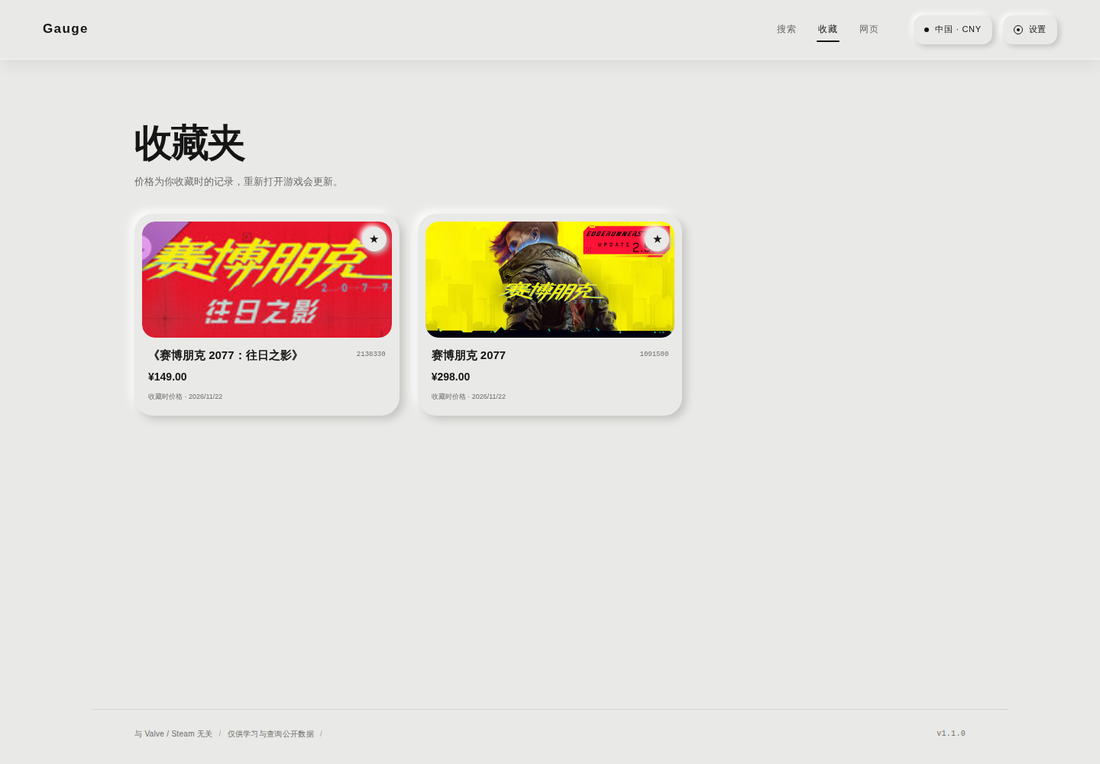 Gauge
搜索
收藏
网页
中国 · CNY
设置
收藏夹
价格为你收藏时的记录，重新打开游戏会更新。
赛博朋克
2077
往日之影
EDGERUNNERS
UPDATE 2.
赛博朋克
《赛博朋克 2077：往日之影》 2138330
¥149.00
收藏时价格 · 2026/11/22
赛博朋克 2077 1091500
¥298.00
收藏时价格 · 2026/11/22
与 Valve / Steam 无关 / 仅供学习与查询公开数据 /
v1.1.0